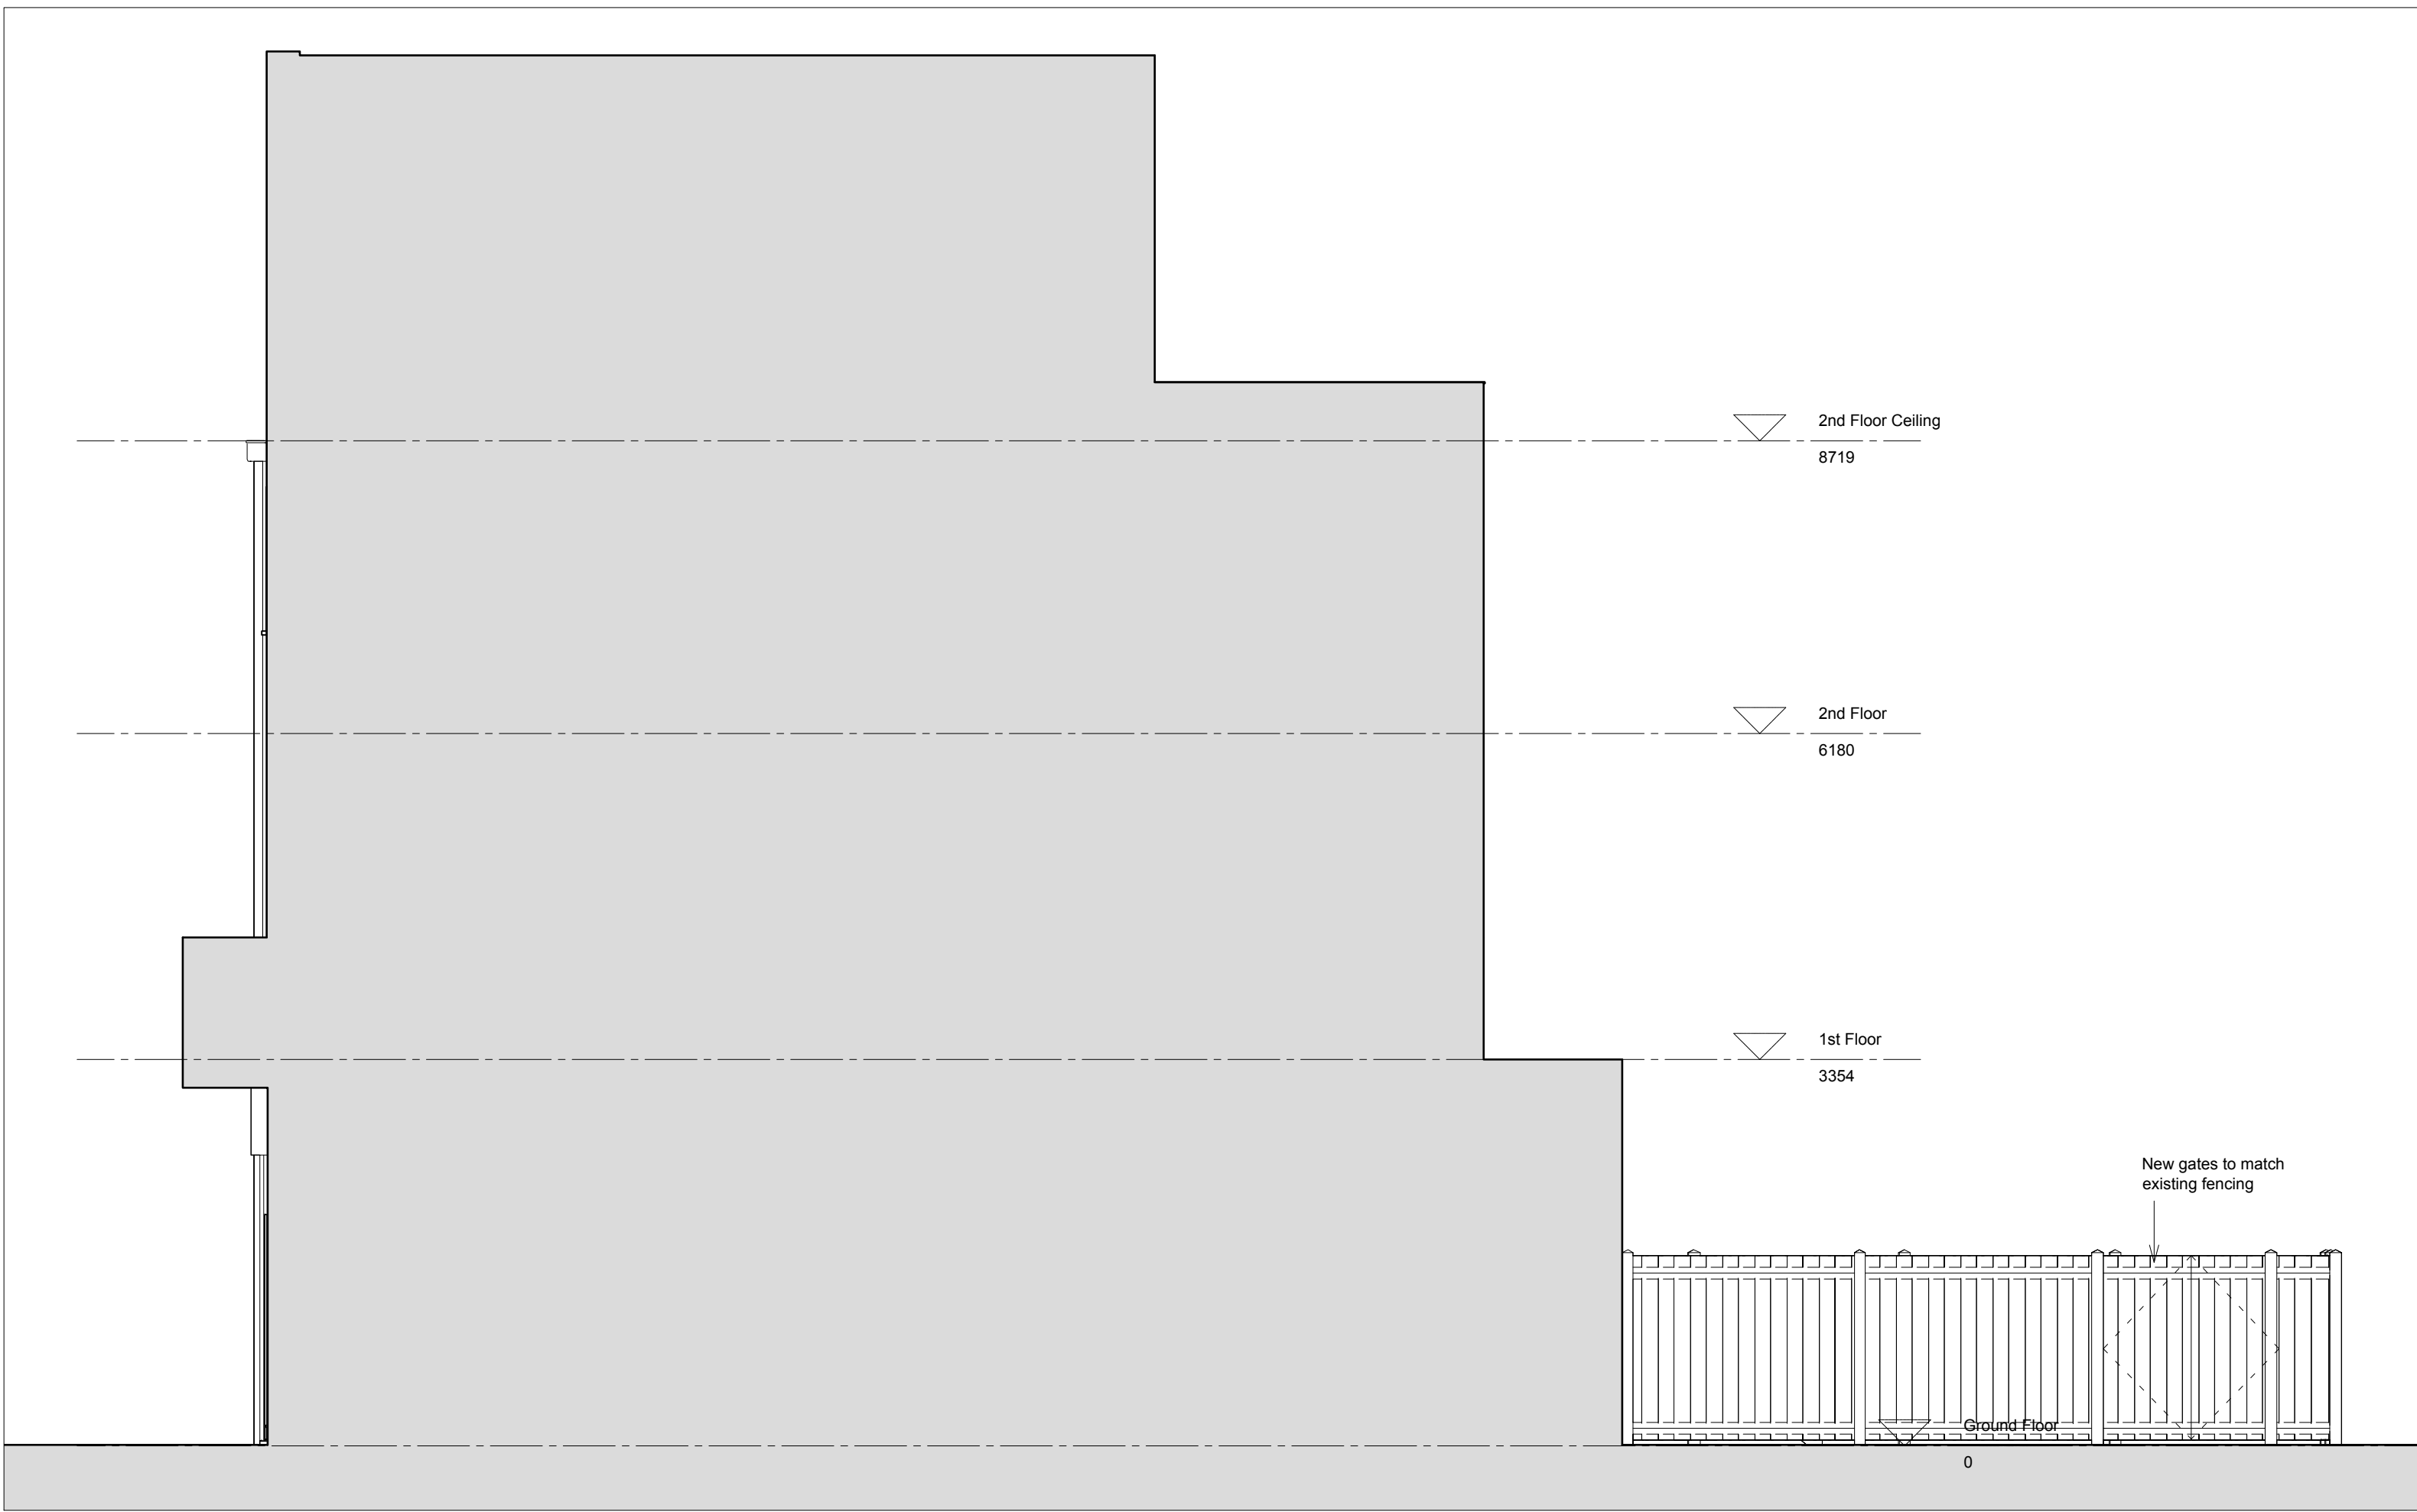 2nd Floor Ceiling
8719
2nd Floor
6180
1st Floor
3354
New gates to match
existing fencing
Ground Floor
0